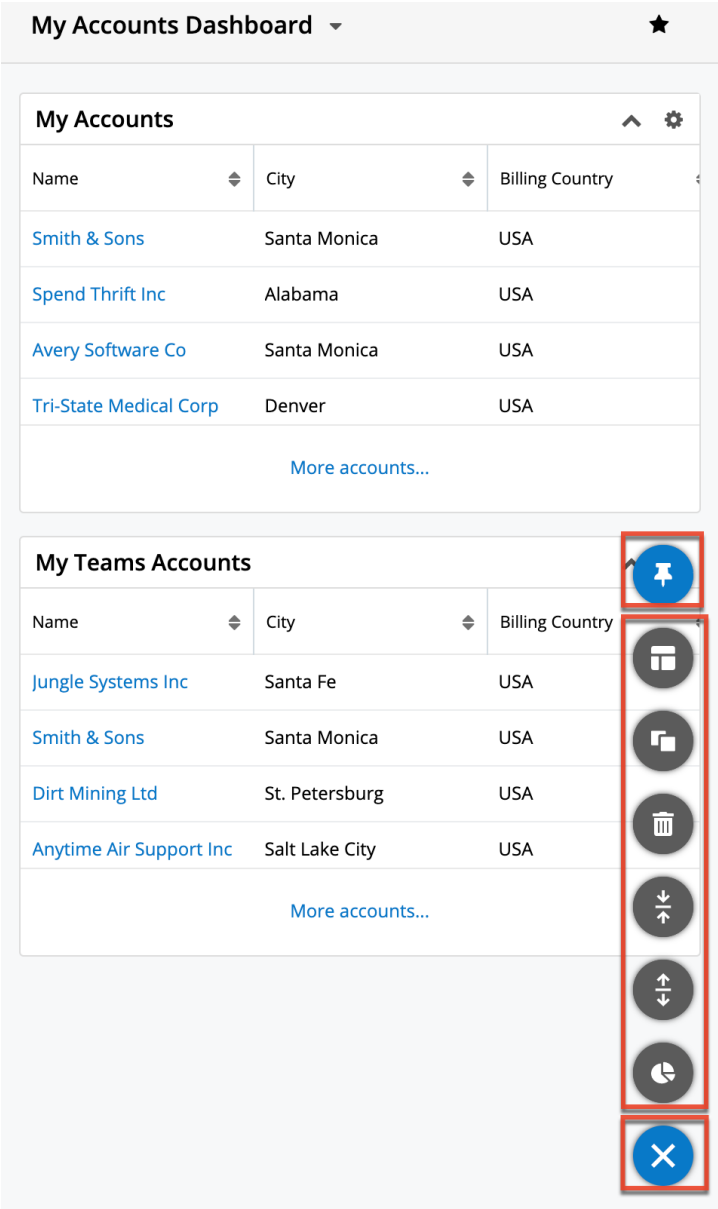 My Accounts Dashboard
My Accounts
Name City Billing Country
Smith & Sons Santa Monica USA
Spend Thrift Inc Alabama USA
Avery Software Co Santa Monica USA
Tri-State Medical Corp Denver USA
More accounts...
My Teams Accounts
Name City Billing Country
Jungle Systems Inc Santa Fe USA
Smith & Sons Santa Monica USA
Dirt Mining Ltd St. Petersburg USA
Anytime Air Support Inc Salt Lake City USA
More accounts...